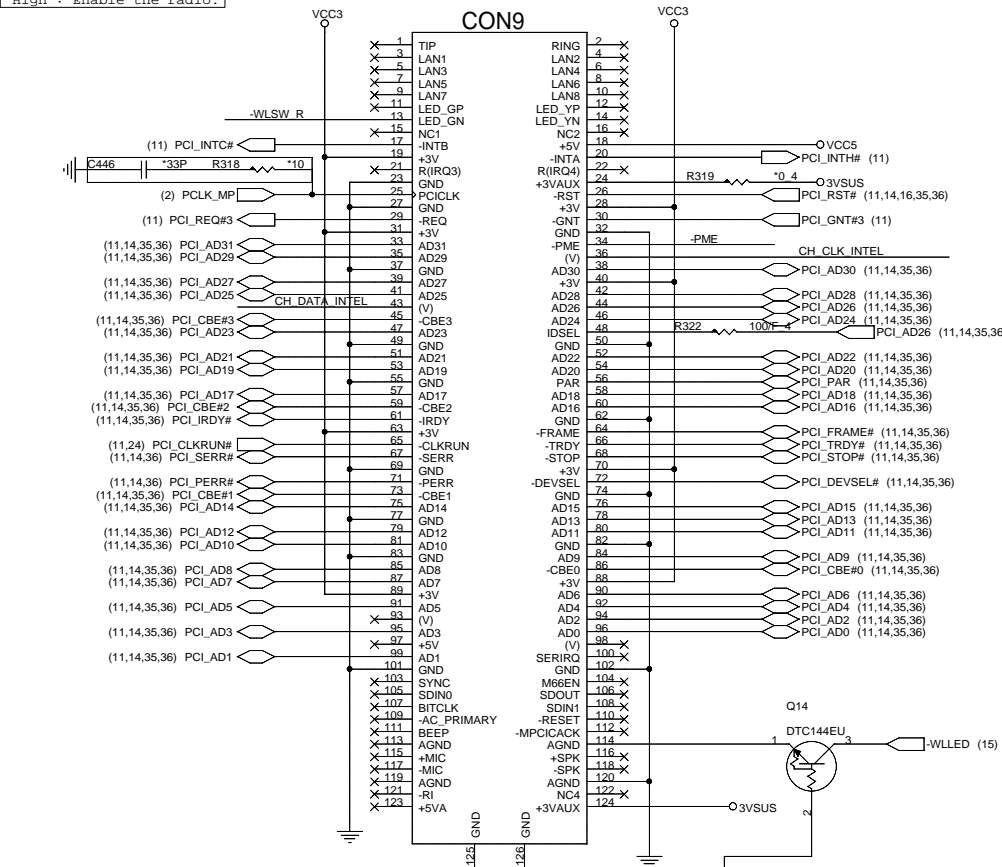 High : Enable the radio.
VCC3
CON9
VCC3
1 TIP RING 2
3 LAN1 LAN2 4
5 LAN3 LAN4 6
7 LAN5 LAN6 8
9 LAN7 LAN8 10
11 LED_GP LED_YP 12
-WLSW_R 13 LED_GN LED_YN 14
15 NC1 NC2 16
(11) PCI_INTC# 17 -INTB +5V 18 VCC5
19 +3V -INTA 20 PCI_INTH# (11)
C446 *33P R318 *10 21 R(IRQ3) R(IRQ4) 22
23 GND +3VAUX 24 R319 *0_4 3VSUS
(2) PCLK_MP 25 PCICLK -RST 26 PCI_RST# (11,14,16,35,36)
27 GND +3V 28
(11) PCI_REQ#3 29 -REQ -GNT 30 PCI_GNT#3 (11)
31 +3V GND 32
(11,14,35,36) PCI_AD31 33 AD31 -PME 34 -PME
(11,14,35,36) PCI_AD29 35 AD29 (V) 36 CH_CLK_INTEL
37 GND AD30 38 PCI_AD30 (11,14,35,36)
(11,14,35,36) PCI_AD27 39 AD27 +3V 40
(11,14,35,36) PCI_AD25 41 AD25 AD28 42 PCI_AD28 (11,14,35,36)
CH_DATA_INTEL 43 (V) AD26 44 PCI_AD26 (11,14,35,36)
(11,14,35,36) PCI_CBE#3 45 -CBE3 AD24 46 PCI_AD24 (11,14,35,36)
(11,14,35,36) PCI_AD23 47 AD23 IDSEL 48 R322 100/F_4 PCI_AD26 (11,14,35,36
49 GND GND 50
(11,14,35,36) PCI_AD21 51 AD21 AD22 52 PCI_AD22 (11,14,35,36)
(11,14,35,36) PCI_AD19 53 AD19 AD20 54 PCI_AD20 (11,14,35,36)
55 GND PAR 56 PCI_PAR (11,14,35,36)
(11,14,35,36) PCI_AD17 57 AD17 AD18 58 PCI_AD18 (11,14,35,36)
(11,14,35,36) PCI_CBE#2 59 -CBE2 AD16 60 PCI_AD16 (11,14,35,36)
(11,14,35,36) PCI_IRDY# 61 -IRDY GND 62
63 +3V -FRAME 64 PCI_FRAME# (11,14,35,36)
(11,24) PCI_CLKRUN# 65 -CLKRUN -TRDY 66 PCI_TRDY# (11,14,35,36)
(11,14,36) PCI_SERR# 67 -SERR -STOP 68 PCI_STOP# (11,14,35,36)
69 GND +3V 70
(11,14,36) PCI_PERR# 71 -PERR -DEVSEL 72 PCI_DEVSEL# (11,14,35,36)
(11,14,35,36) PCI_CBE#1 73 -CBE1 GND 74
(11,14,35,36) PCI_AD14 75 AD14 AD15 76 PCI_AD15 (11,14,35,36)
77 GND AD13 78 PCI_AD13 (11,14,35,36)
(11,14,35,36) PCI_AD12 79 AD12 AD11 80 PCI_AD11 (11,14,35,36)
(11,14,35,36) PCI_AD10 81 AD10 GND 82
83 GND AD9 84 PCI_AD9 (11,14,35,36)
(11,14,35,36) PCI_AD8 85 AD8 -CBE0 86 PCI_CBE#0 (11,14,35,36)
(11,14,35,36) PCI_AD7 87 AD7 +3V 88
89 +3V AD6 90 PCI_AD6 (11,14,35,36)
(11,14,35,36) PCI_AD5 91 AD5 AD4 92 PCI_AD4 (11,14,35,36)
93 (V) AD2 94 PCI_AD2 (11,14,35,36)
(11,14,35,36) PCI_AD3 95 AD3 AD0 96 PCI_AD0 (11,14,35,36)
97 +5V (V) 98
(11,14,35,36) PCI_AD1 99 AD1 SERIRQ 100
101 GND GND 102
103 SYNC M66EN 104
105 SDIN0 SDOUT 106
107 BITCLK SDIN1 108
109 -AC_PRIMARY -RESET 110
111 BEEP -MPCICACK 112
113 AGND AGND 114
115 +MIC +SPK 116
117 -MIC -SPK 118
119 AGND AGND 120
121 -RI NC4 122
123 +5VA +3VAUX 124 3VSUS
Q14
DTC144EU
1 3 -WLLED (15)
2
GND GND
125 126